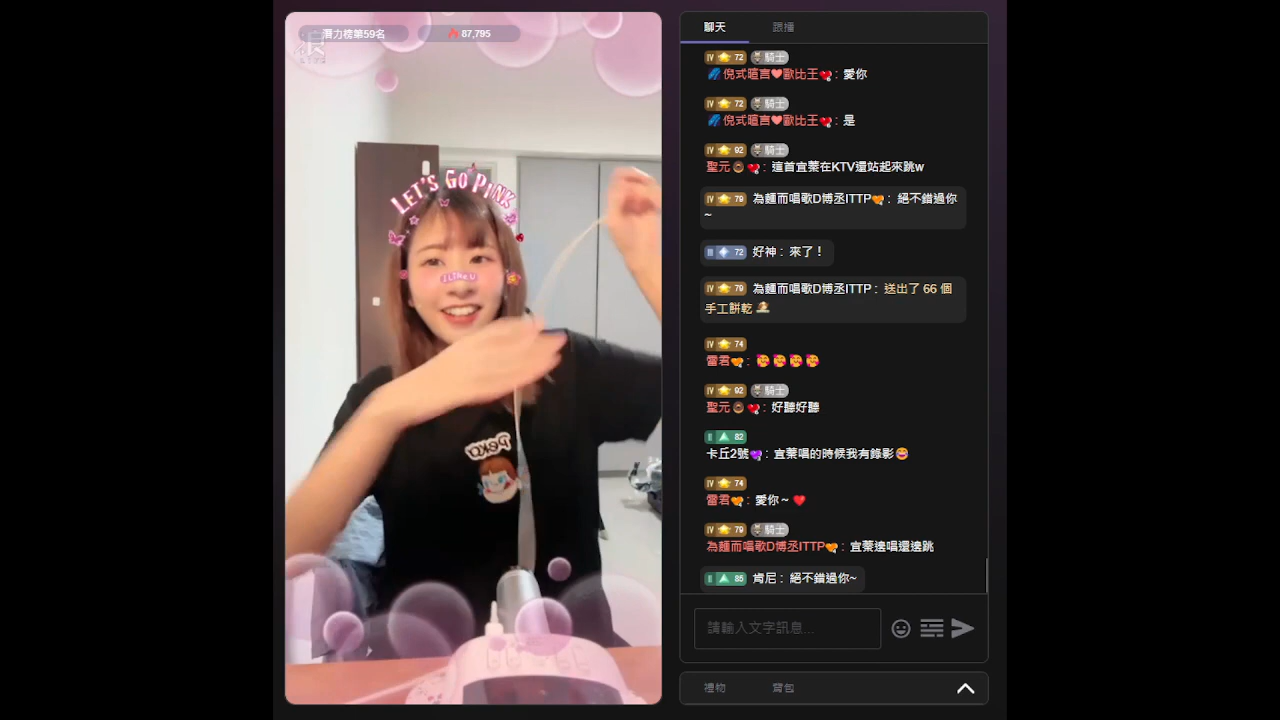 潛力榜第59名
87,795
浪
LET'S GO PINK
Peko
聊天 跟播
IV 72 騎士
倪式暄言❤歐比王💘: 愛你
IV 72 騎士
倪式暄言❤歐比王💘: 是
IV 92 騎士
聖元🍩💘: 這首宜蓁在KTV還站起來跳w
IV 79 為麵而唱歌D博丞ITTP: 絕不錯過你
~
III 72 好神: 來了!
IV 79 為麵而唱歌D博丞ITTP: 送出了 66 個
手工餅乾
IV 74
雷君: 🥰🥰🥰🥰
IV 92 騎士
聖元🍩💘: 好聽好聽
II 82
卡丘2號: 宜蓁唱的時候我有錄影
IV 74
雷君: 愛你~ ❤
IV 79 騎士
為麵而唱歌D博丞ITTP: 宜蓁邊唱還邊跳
II 85 肯尼: 絕不錯過你~
請輸入文字訊息...
禮物 背包